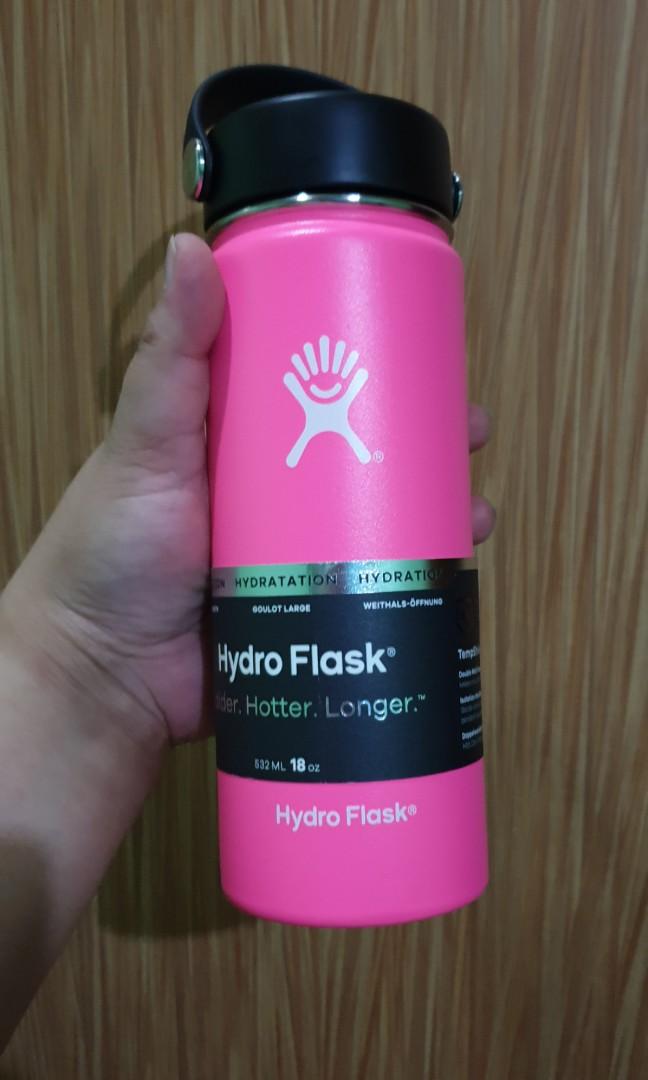 ®
HYDRATATION HYDRATIO
GOULOT LARGE WEITHALS-ÖFFNUNG
Hydro Flask®
lder. Hotter. Longer.™
532 ML 18 oz
Hydro Flask®